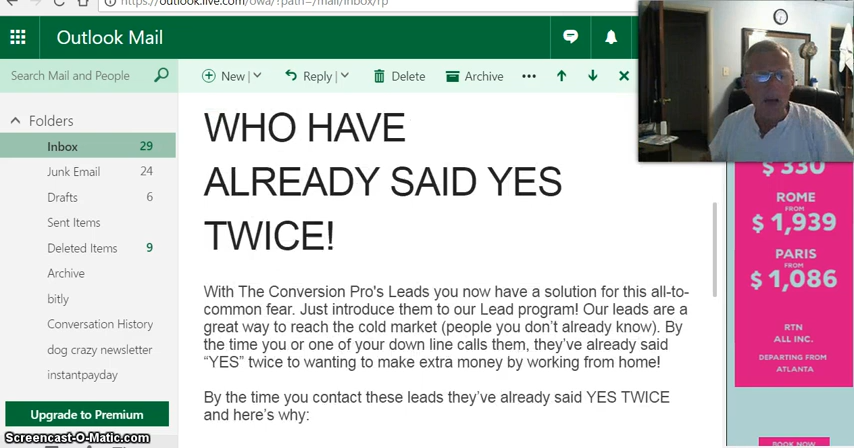 https://outlook.live.com/owa/?path=/mail/inbox/rp
Outlook Mail
Search Mail and People
New
Reply
Delete
Archive
Folders
Inbox 29
Junk Email 24
Drafts 6
Sent Items
Deleted Items 9
Archive
bitly
Conversation History
dog crazy newsletter
instantpayday
Upgrade to Premium
WHO HAVE
ALREADY SAID YES
TWICE!
With The Conversion Pro's Leads you now have a solution for this all-to-
common fear. Just introduce them to our Lead program! Our leads are a
great way to reach the cold market (people you don't already know). By
the time you or one of your down line calls them, they've already said
“YES” twice to wanting to make extra money by working from home!
By the time you contact these leads they've already said YES TWICE
and here's why:
$ 330
ROME
FROM
$ 1,939
PARIS
FROM
$ 1,086
RTN
ALL INC.
DEPARTING FROM
ATLANTA
BOOK NOW
Screencast-O-Matic.com